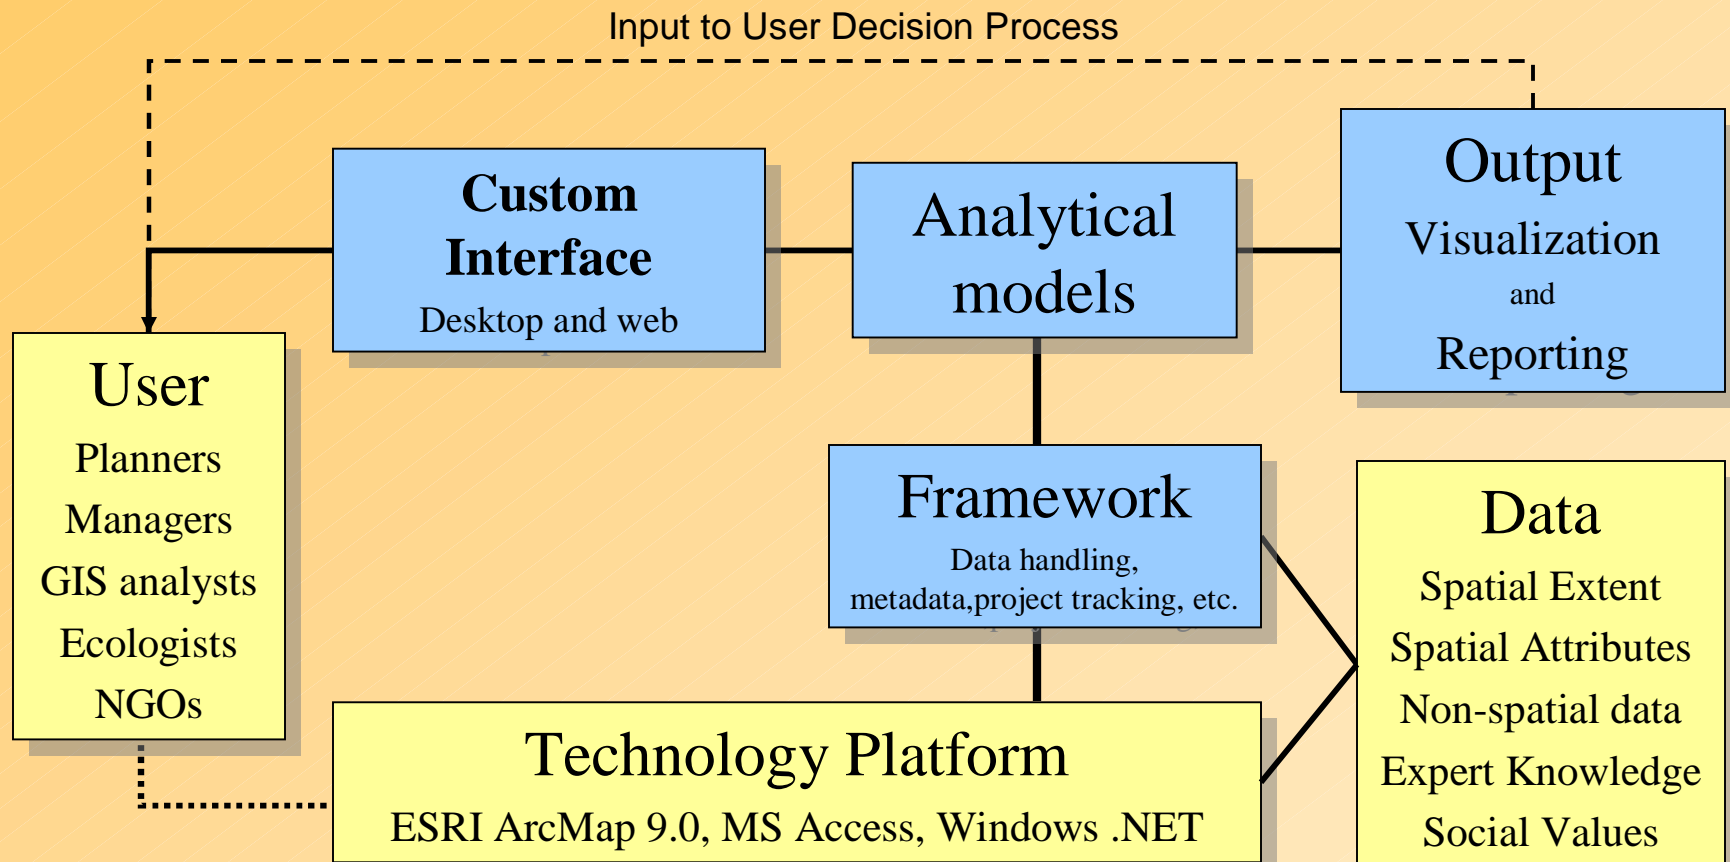 Input to User Decision Process
Custom
Interface
Desktop and web
Analytical
models
Output
Visualization
and
Reporting
User
Planners
Managers
GIS analysts
Ecologists
NGOs
Framework
Data handling,
metadata,project tracking, etc.
Data
Spatial Extent
Spatial Attributes
Non-spatial data
Expert Knowledge
Social Values
Technology Platform
ESRI ArcMap 9.0, MS Access, Windows .NET